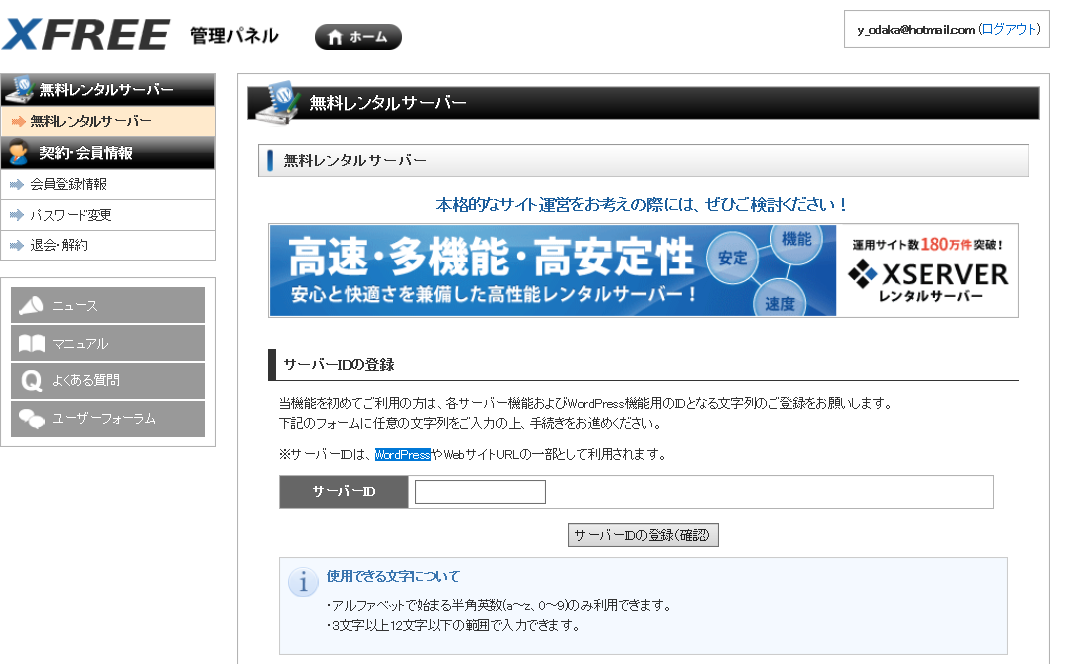 XFREE 管理パネル
ホーム
y_odaka@hotmail.com (ログアウト)
無料レンタルサーバー
無料レンタルサーバー
契約・会員情報
会員登録情報
パスワード変更
退会・解約
ニュース
マニュアル
よくある質問
ユーザーフォーラム
無料レンタルサーバー
無料レンタルサーバー
本格的なサイト運営をお考えの際には、ぜひご検討ください！
高速・多機能・高安定性
安心と快適さを兼備した高性能レンタルサーバー！
安定
機能
速度
運用サイト数180万件突破！
XSERVER
レンタルサーバー
サーバーIDの登録
当機能を初めてご利用の方は、各サーバー機能およびWordPress機能用のIDとなる文字列のご登録をお願いします。
下記のフォームに任意の文字列をご入力の上、手続きをお進めください。
※サーバーIDは、WordPressやWebサイトURLの一部として利用されます。
サーバーID
サーバーIDの登録(確認)
使用できる文字について
・アルファベットで始まる半角英数(a～z、0～9)のみ利用できます。
・3文字以上12文字以下の範囲で入力できます。